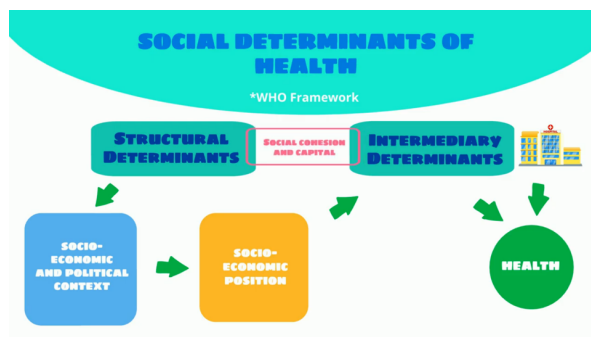 SOCIAL DETERMINANTS OF
HEALTH
*WHO Framework
STRUCTURAL
DETERMINANTS
SOCIAL COHESION
AND CAPITAL
INTERMEDIARY
DETERMINANTS
SOCIO-
ECONOMIC
AND POLITICAL
CONTEXT
SOCIO-
ECONOMIC
POSITION
HEALTH